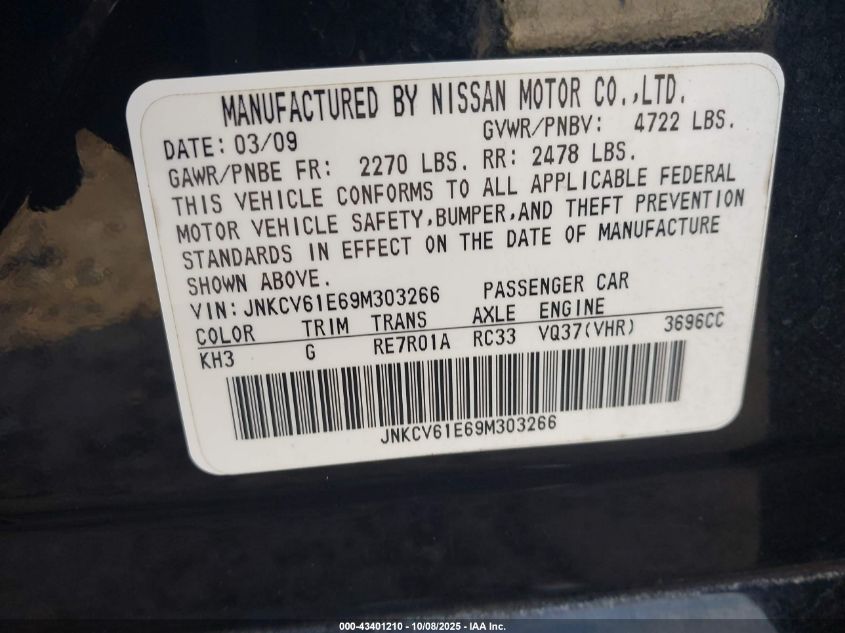 MANUFACTURED BY NISSAN MOTOR CO.,LTD.
DATE: 03/09 GVWR/PNBV: 4722 LBS.
GAWR/PNBE FR: 2270 LBS. RR: 2478 LBS.
THIS VEHICLE CONFORMS TO ALL APPLICABLE FEDERAL
MOTOR VEHICLE SAFETY,BUMPER,AND THEFT PREVENTION
STANDARDS IN EFFECT ON THE DATE OF MANUFACTURE
SHOWN ABOVE.
VIN: JNKCV61E69M303266 PASSENGER CAR
COLOR TRIM TRANS AXLE ENGINE
KH3 G RE7R01A RC33 VQ37(VHR) 3696CC
JNKCV61E69M303266
000-43401210 - 10/08/2025 - IAA Inc.